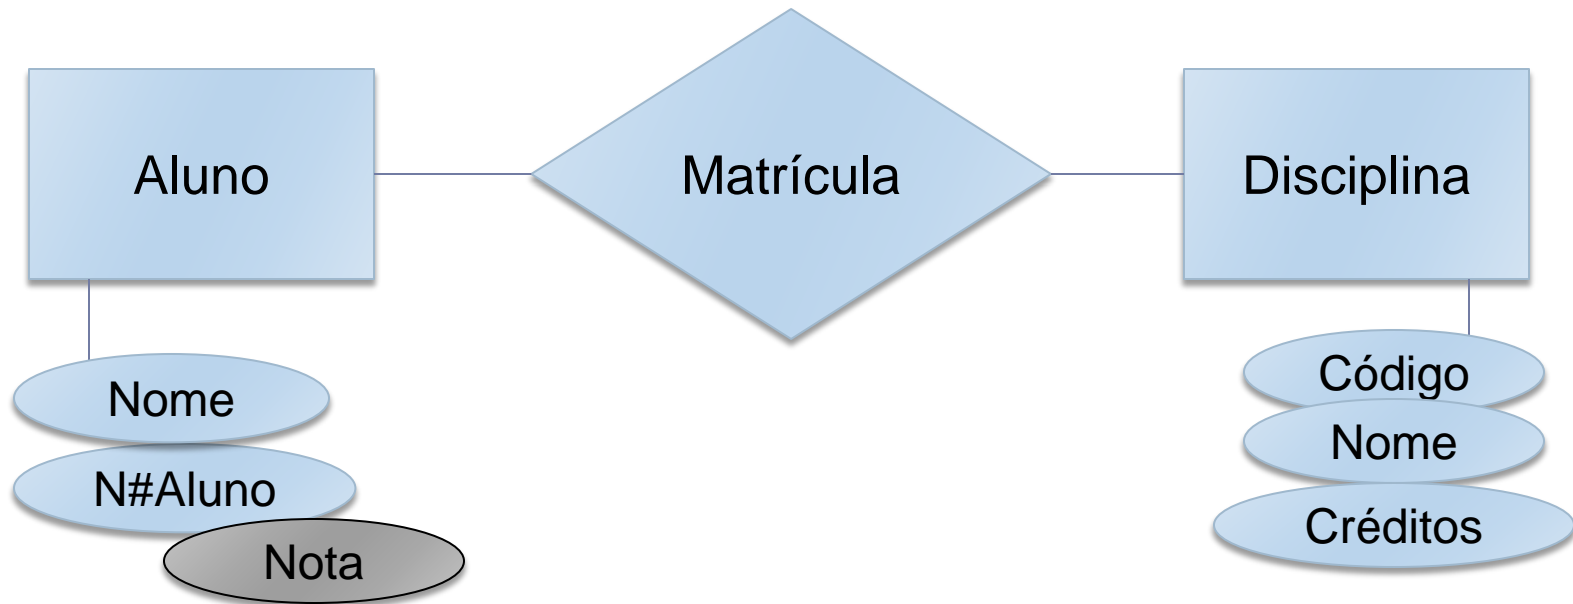 Aluno
Matrícula
Disciplina
Nome
N#Aluno
Nota
Código
Nome
Créditos